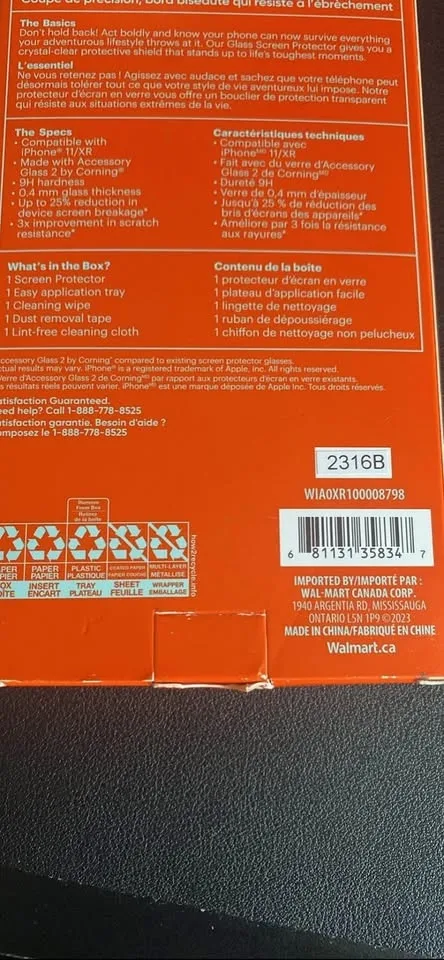 Coupe de précision, bord biseauté qui résiste à l'ébrèchement
The Basics
Don't hold back! Act boldly and know your phone can now survive everything
your adventurous lifestyle throws at it. Our Glass Screen Protector gives you a
crystal-clear protective shield that stands up to life's toughest moments.
L'essentiel
Ne vous retenez pas ! Agissez avec audace et sachez que votre téléphone peut
désormais tolérer tout ce que votre style de vie aventureux lui impose. Notre
protecteur d'écran en verre vous offre un bouclier de protection transparent
qui résiste aux situations extrêmes de la vie.
The Specs
• Compatible with
iPhone® 11/XR
• Made with Accessory
Glass 2 by Corning®
• 9H hardness
• 0.4 mm glass thickness
• Up to 25% reduction in
device screen breakage*
• 3x improvement in scratch
resistance*
Caractéristiques techniques
• Compatible avec
iPhone MD 11/XR
• Fait avec du verre d'Accessory
Glass 2 de Corning MD
• Dureté 9H
• Verre de 0,4 mm d'épaisseur
• Jusqu'à 25 % de réduction des
bris d'écrans des appareils*
• Améliore par 3 fois la résistance
aux rayures*
What's in the Box?
1 Screen Protector
1 Easy application tray
1 Cleaning wipe
1 Dust removal tape
1 Lint-free cleaning cloth
Contenu de la boîte
1 protecteur d'écran en verre
1 plateau d'application facile
1 lingette de nettoyage
1 ruban de dépoussiérage
1 chiffon de nettoyage non pelucheux
ccessory Glass 2 by Corning® compared to existing screen protector glasses.
ctual results may vary. iPhone® is a registered trademark of Apple, Inc. All rights reserved.
Verre d'Accessory Glass 2 de Corning MD par rapport aux protecteurs d'écran en verre existants.
s résultats réels peuvent varier. iPhone MD est une marque déposée de Apple Inc. Tous droits réservés.
atisfaction Guaranteed.
eed help? Call 1-888-778-8525
atisfaction garantie. Besoin d'aide ?
omposez le 1-888-778-8525
2316B
WIA0XR100008798
6 81131 35834 7
IMPORTED BY/IMPORTÉ PAR :
WAL-MART CANADA CORP.
1940 ARGENTIA RD, MISSISSAUGA
ONTARIO L5N 1P9 ©2023
MADE IN CHINA/FABRIQUÉ EN CHINE
Walmart.ca
Remove
From Box
Retirez
de la boîte
PER
PIER
OX
OÎTE
PAPER
PAPIER
INSERT
ENCART
PLASTIC
PLASTIQUE
TRAY
PLATEAU
COATED PAPER
PAPIER COUCHÉ
SHEET
FEUILLE
MULTI-LAYER
MÉTALLISÉ
WRAPPER
EMBALLAGE
how2recycle.info